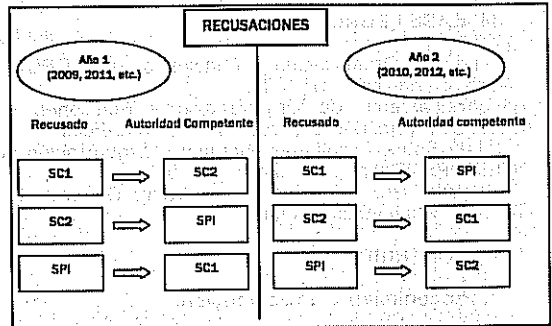 RECUSACIONES
Año 1
(2009, 2011, etc.)
Recusado Autoridad Competente
SC1 SC2
SC2 SPI
SPI SC1
Año 2
(2010, 2012, etc.)
Recusado Autoridad competente
SC1 SPI
SC2 SC1
SPI SC2